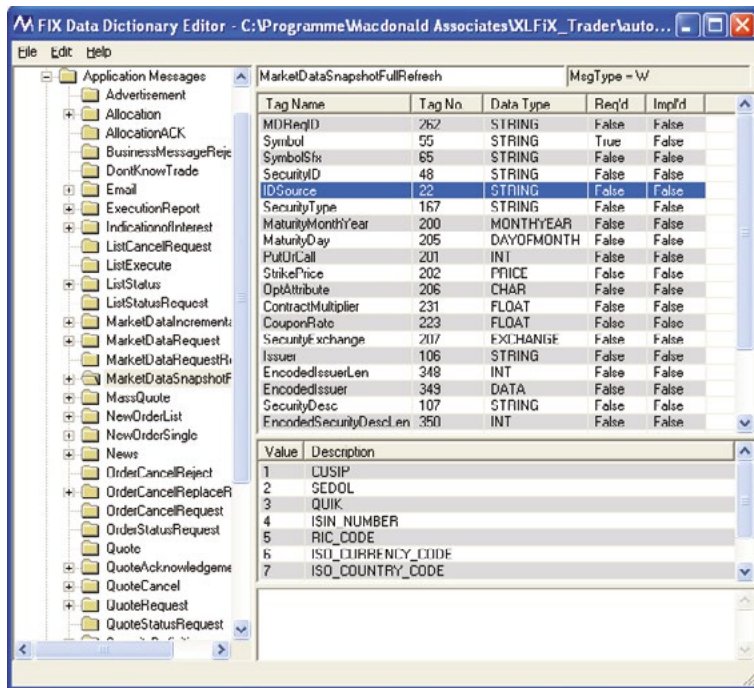 FIX Data Dictionary Editor - C:\Programme\Macdonald Associates\XLFiX_Trader\auto...
File Edit Help
Application Messages
Advertisement
Allocation
AllocationACK
BusinessMessageReje
DontKnowTrade
Email
ExecutionReport
IndicationofInterest
ListCancelRequest
ListExecute
ListStatus
ListStatusRequest
MarketDataIncrementa
MarketDataRequest
MarketDataRequestR
MarketDataSnapshotF
MassQuote
NewOrderList
NewOrderSingle
News
OrderCancelReject
OrderCancelReplaceR
OrderCancelRequest
OrderStatusRequest
Quote
QuoteAcknowledgeme
QuoteCancel
QuoteRequest
QuoteStatusRequest
MarketDataSnapshotFullRefresh MsgType = W
Tag Name Tag No. Data Type Req'd Impl'd
MDReqID 262 STRING False False
Symbol 55 STRING True False
SymbolSfx 65 STRING False False
SecurityID 48 STRING False False
IDSource 22 STRING False False
SecurityType 167 STRING False False
MaturityMonthYear 200 MONTHYEAR False False
MaturityDay 205 DAYOFMONTH False False
PutOrCall 201 INT False False
StrikePrice 202 PRICE False False
OptAttribute 206 CHAR False False
ContractMultiplier 231 FLOAT False False
CouponRate 223 FLOAT False False
SecurityExchange 207 EXCHANGE False False
Issuer 106 STRING False False
EncodedIssuerLen 348 INT False False
EncodedIssuer 349 DATA False False
SecurityDesc 107 STRING False False
EncodedSecurityDescLen 350 INT False False
Value Description
1 CUSIP
2 SEDOL
3 QUIK
4 ISIN_NUMBER
5 RIC_CODE
6 ISO_CURRENCY_CODE
7 ISO_COUNTRY_CODE